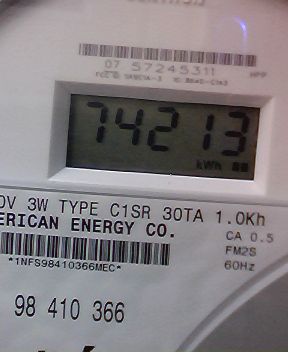 07 57245311
HPP
74213
kWh
0V 3W TYPE C1SR 30TA 1.0Kh
ERICAN ENERGY CO.
CA 0.5
FM2S
*1NFS98410366MEC*
60Hz
98 410 366